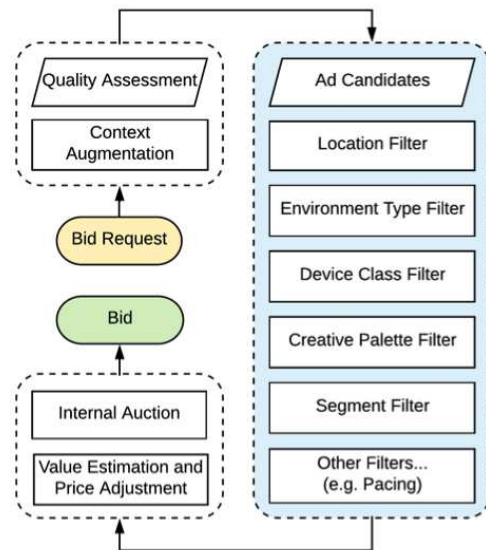 Quality Assessment
Context
Augmentation
Bid Request
Bid
Internal Auction
Value Estimation and
Price Adjustment
Ad Candidates
Location Filter
Environment Type Filter
Device Class Filter
Creative Palette Filter
Segment Filter
Other Filters...
(e.g. Pacing)